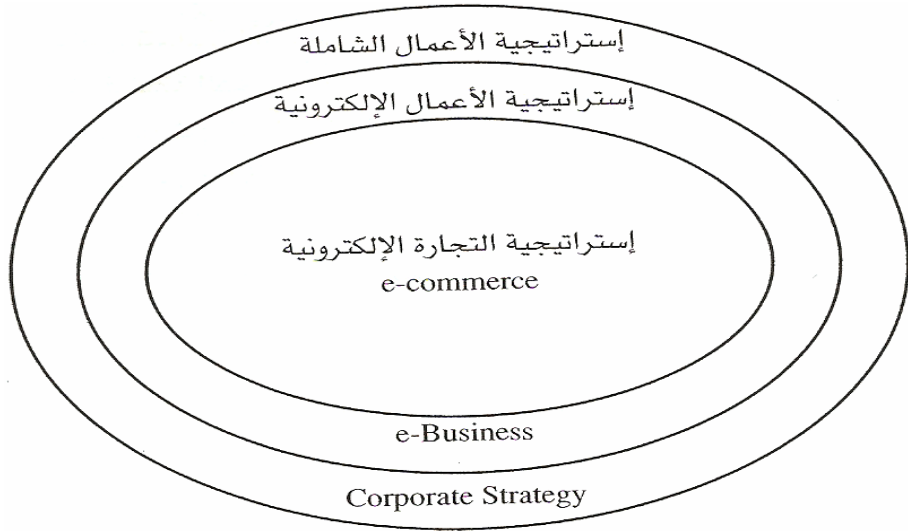 إستراتيجية الأعمال الشاملة
إستراتيجية الأعمال الإلكترونية
إستراتيجية التجارة الإلكترونية
e-commerce
e-Business
Corporate Strategy